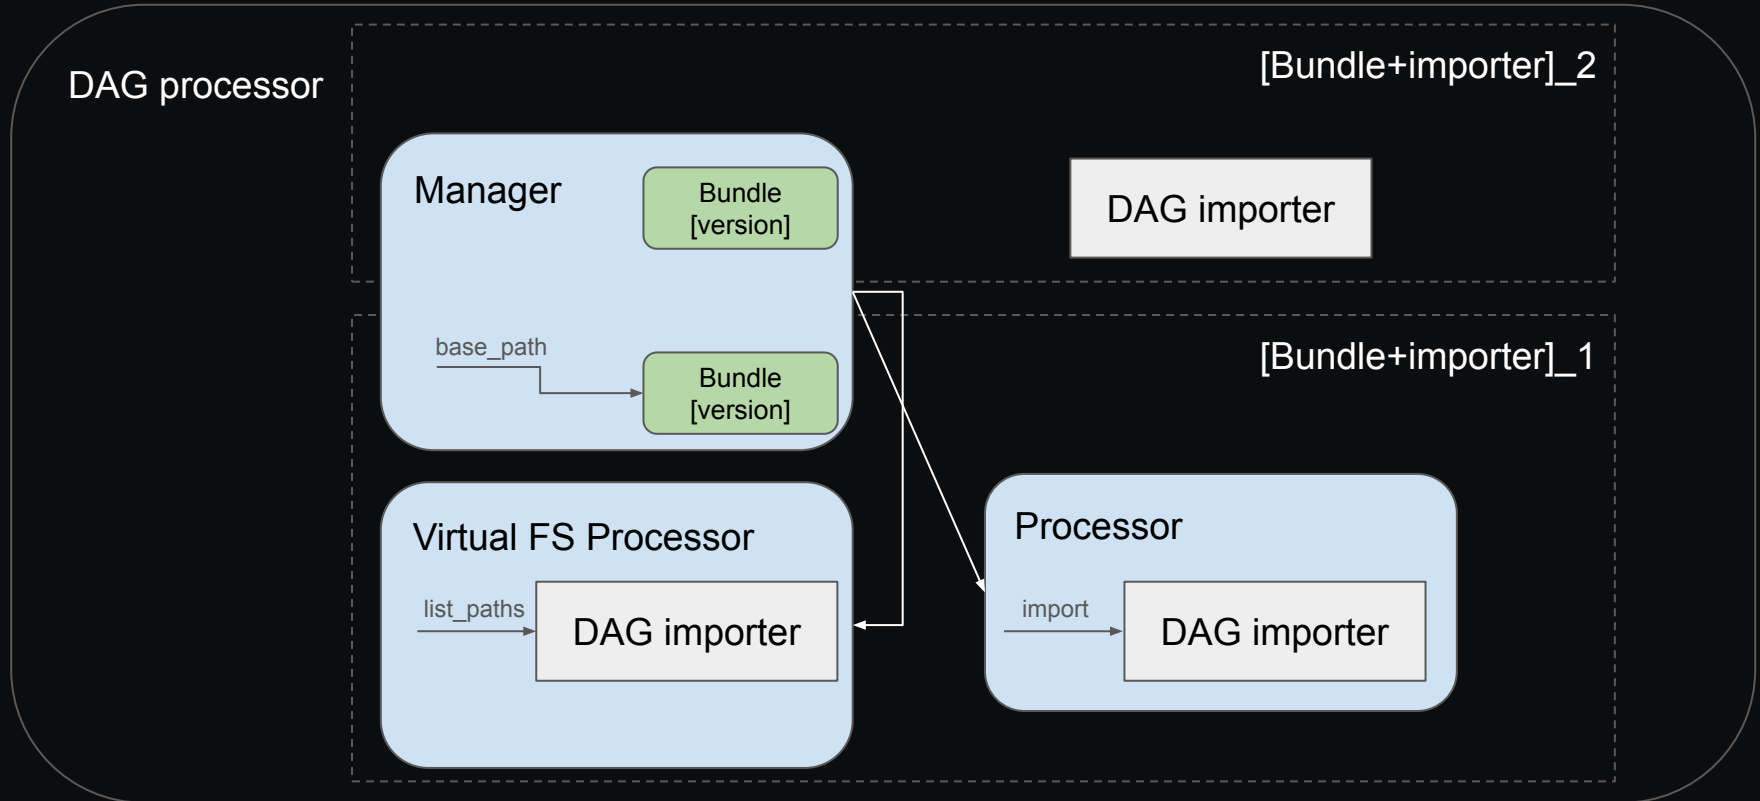 DAG processor
[Bundle+importer]_2
Manager
Bundle
[version]
DAG importer
base_path
Bundle
[version]
[Bundle+importer]_1
Virtual FS Processor
list_paths
DAG importer
Processor
import
DAG importer